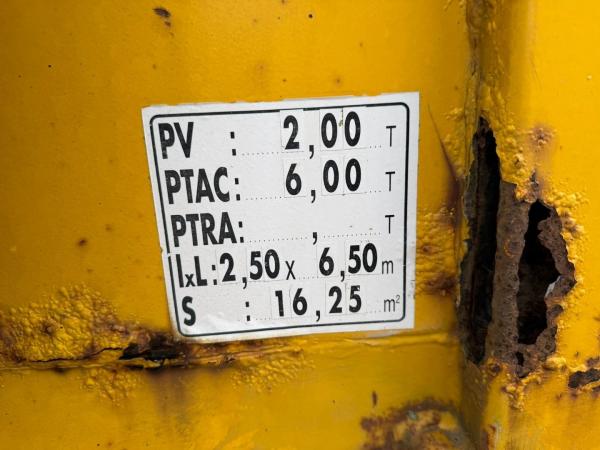 PV : 2,00 T
PTAC: 6,00 T
PTRA: , T
lxL: 2,50 x 6,50 m
S : 16,25 m²